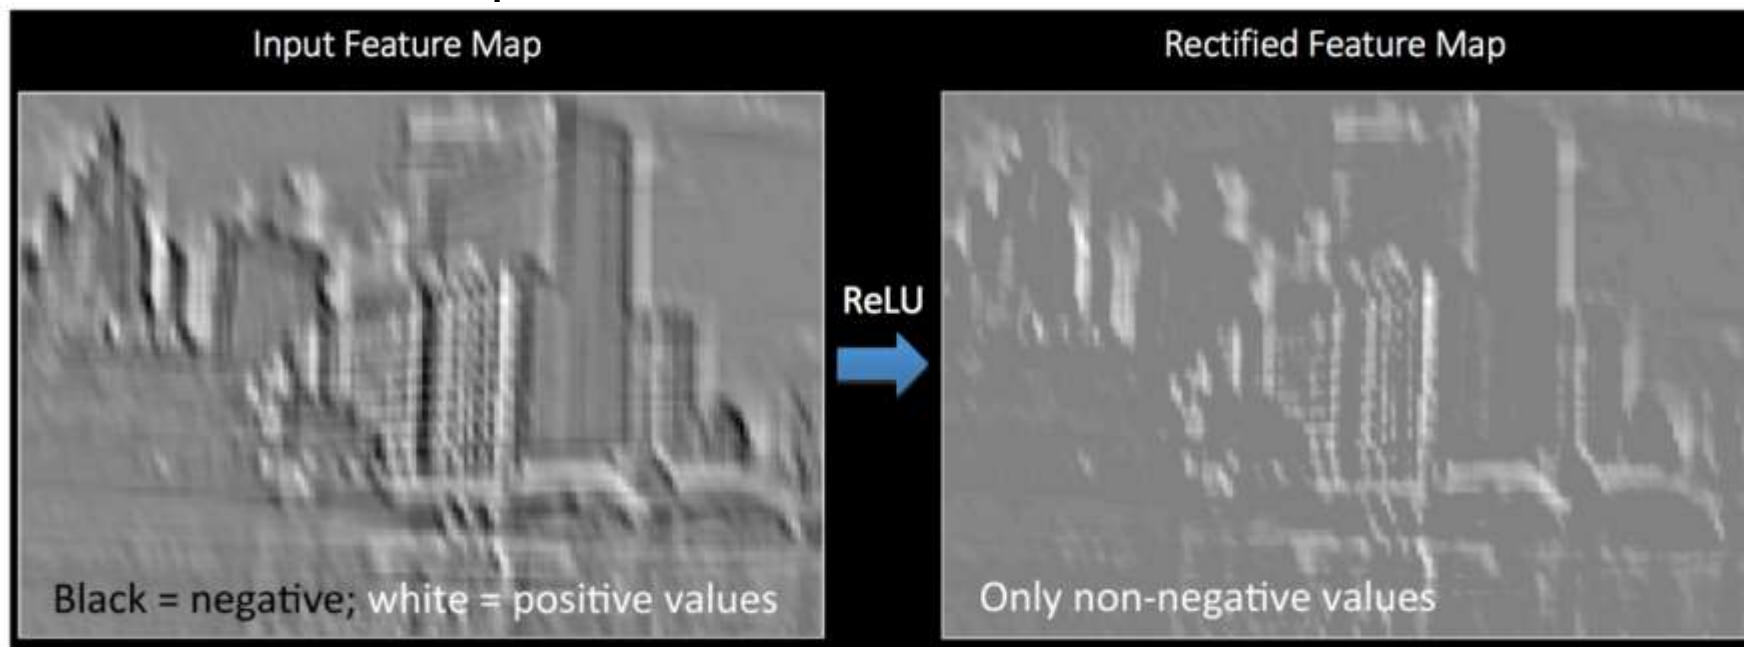 Input Feature Map
Rectified Feature Map
ReLU
Black = negative; white = positive values
Only non-negative values